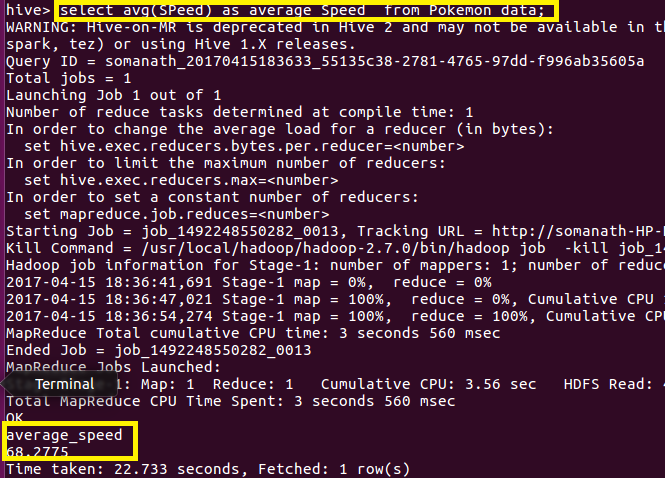 hive> select avg(SPeed) as average_Speed  from Pokemon_data;
WARNING: Hive-on-MR is deprecated in Hive 2 and may not be available in th
spark, tez) or using Hive 1.X releases.
Query ID = somanath_20170415183633_55135c38-2781-4765-97dd-f996ab35605a
Total jobs = 1
Launching Job 1 out of 1
Number of reduce tasks determined at compile time: 1
In order to change the average load for a reducer (in bytes):
  set hive.exec.reducers.bytes.per.reducer=<number>
In order to limit the maximum number of reducers:
  set hive.exec.reducers.max=<number>
In order to set a constant number of reducers:
  set mapreduce.job.reduces=<number>
Starting Job = job_1492248550282_0013, Tracking URL = http://somanath-HP-
Kill Command = /usr/local/hadoop/hadoop-2.7.0/bin/hadoop job  -kill job_14
Hadoop job information for Stage-1: number of mappers: 1; number of reduce
2017-04-15 18:36:41,691 Stage-1 map = 0%,  reduce = 0%
2017-04-15 18:36:47,021 Stage-1 map = 100%,  reduce = 0%, Cumulative CPU
2017-04-15 18:36:54,274 Stage-1 map = 100%,  reduce = 100%, Cumulative CPU
MapReduce Total cumulative CPU time: 3 seconds 560 msec
Ended Job = job_1492248550282_0013
MapReduce Jobs Launched:
Terminal 1: Map: 1  Reduce: 1   Cumulative CPU: 3.56 sec   HDFS Read: 4
Total MapReduce CPU Time Spent: 3 seconds 560 msec
OK
average_speed
68.2775
Time taken: 22.733 seconds, Fetched: 1 row(s)